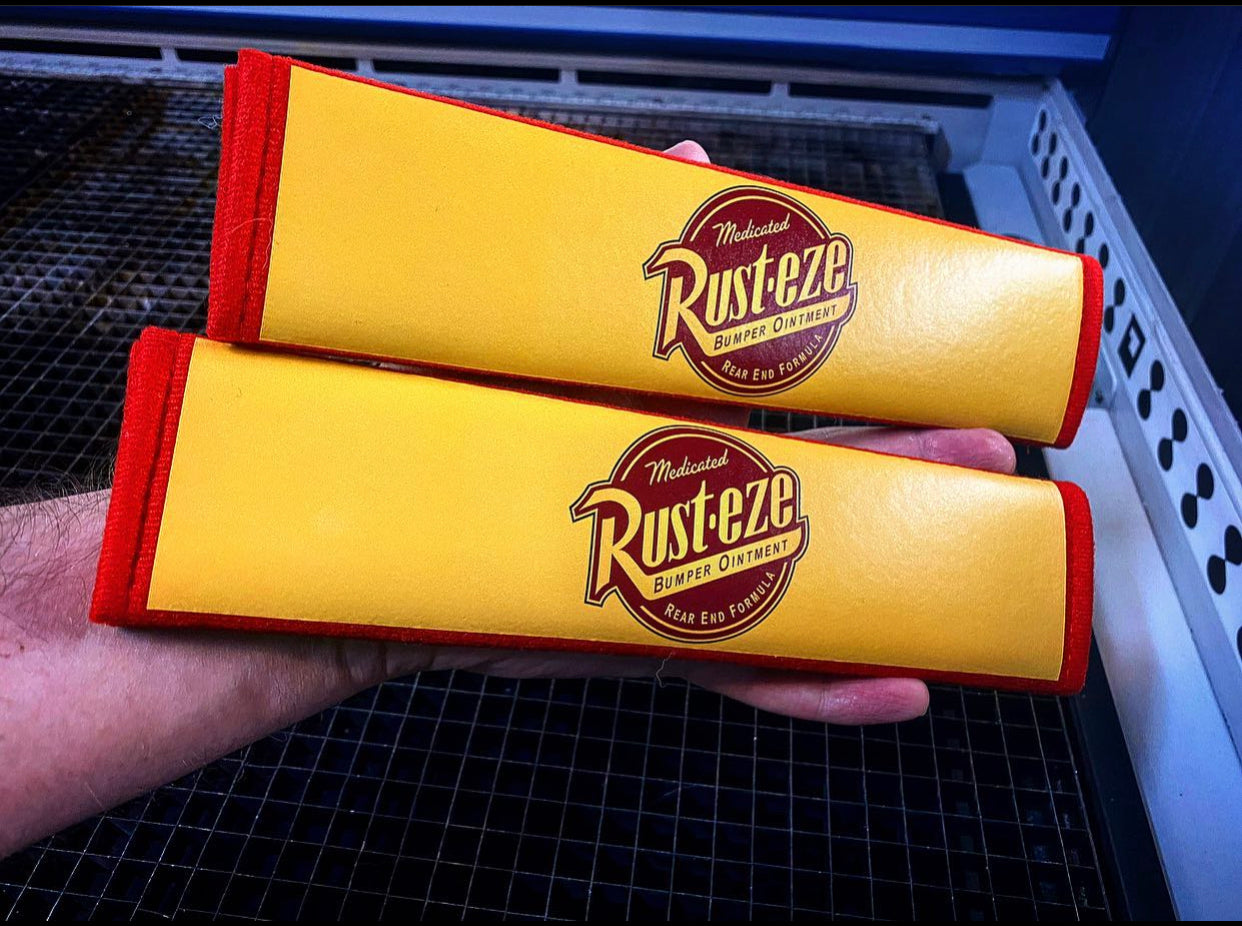 Medicated
Rust-eze
Bumper Ointment
Rear End Formula
Medicated
Rust-eze
Bumper Ointment
Rear End Formula